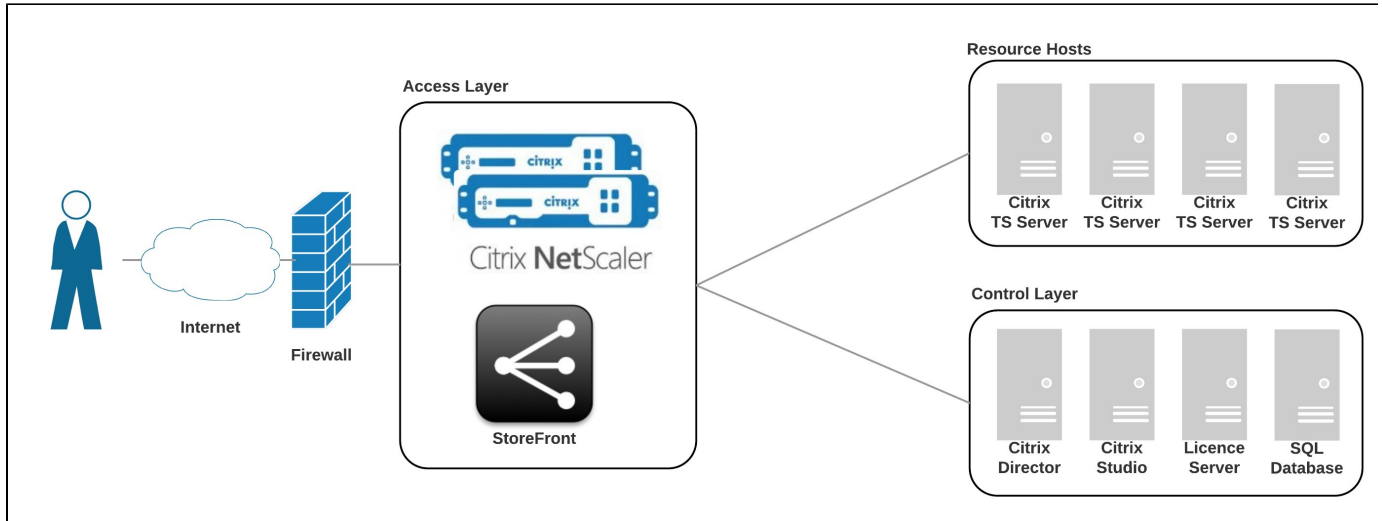 Resource Hosts
Access Layer
CITRIX
CITRIX
Citrix NetScaler
StoreFront
Internet
Firewall
Citrix
TS Server
Citrix
TS Server
Citrix
TS Server
Citrix
TS Server
Control Layer
Citrix
Director
Citrix
Studio
Licence
Server
SQL
Database